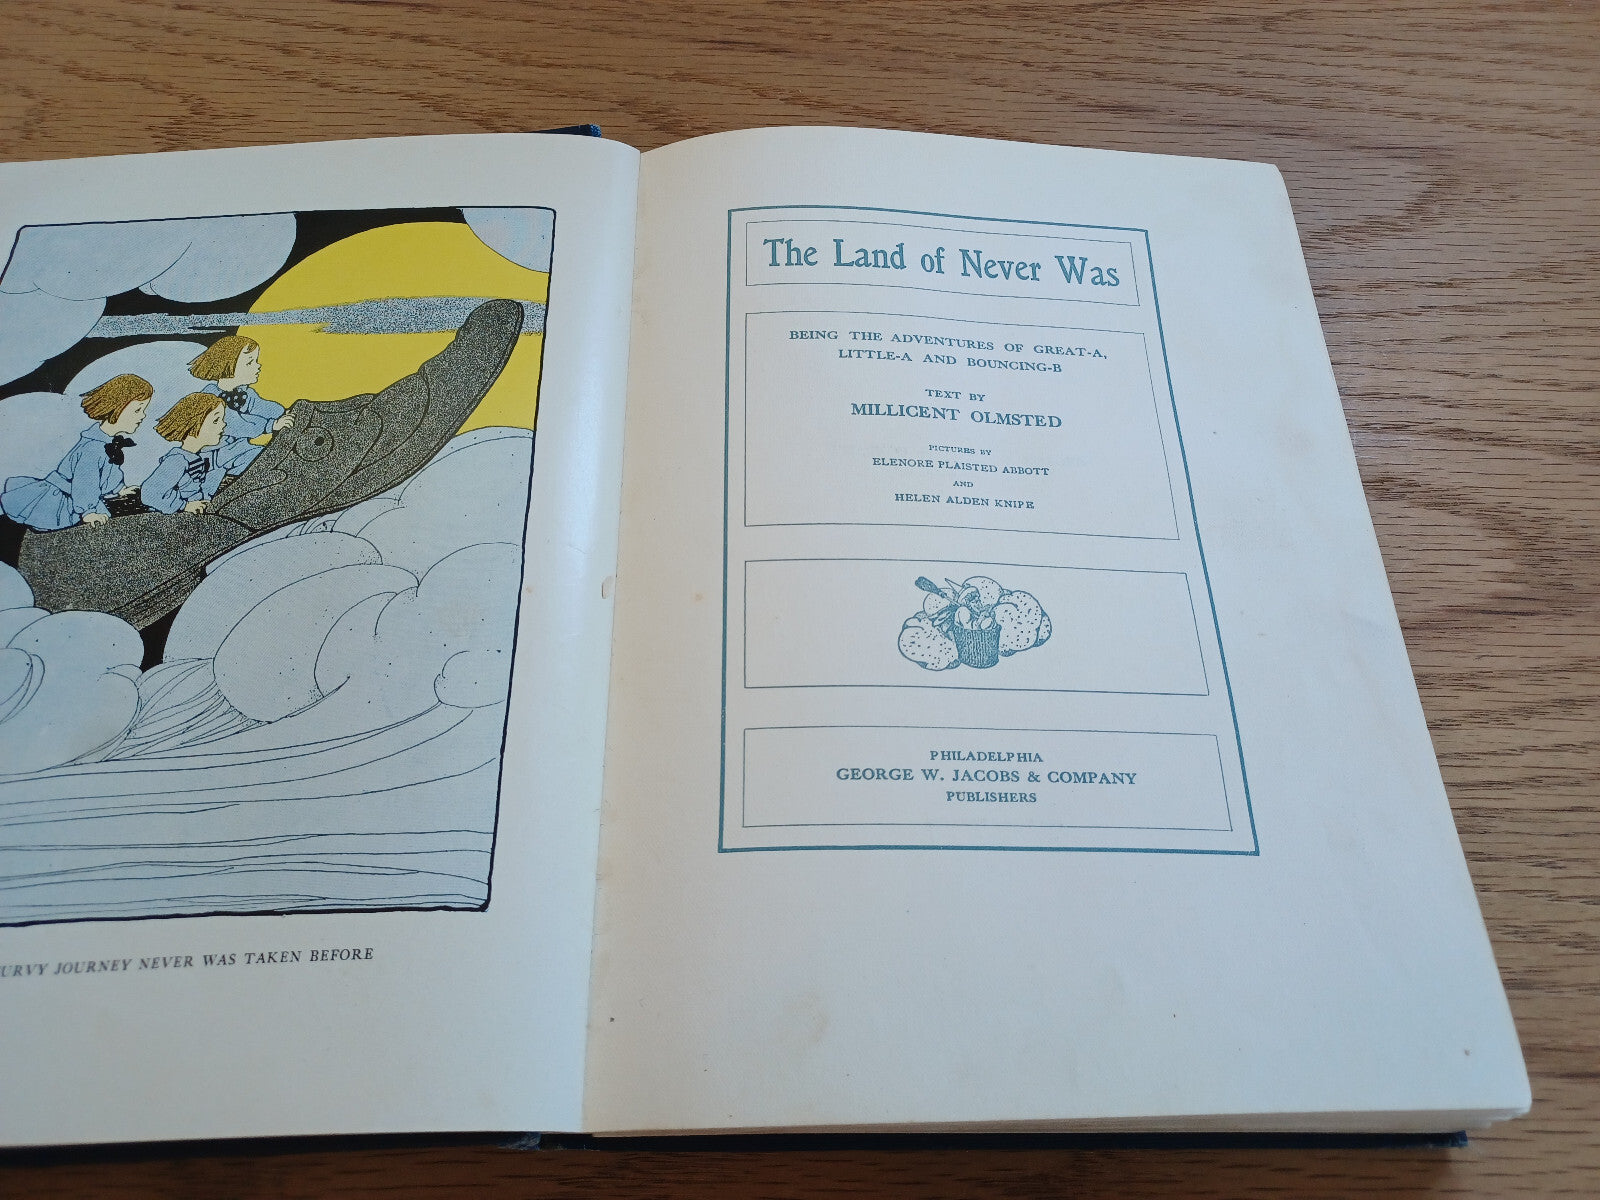 JOURNEY NEVER WAS TAKEN BEFORE
The Land of Never Was
BEING THE ADVENTURES OF GREAT-A,
LITTLE-A AND BOUNCING-B
TEXT BY
MILLICENT OLMSTED
PICTURES BY
ELENORE PLAISTED ABBOTT
AND
HELEN ALDEN KNIPE
PHILADELPHIA
GEORGE W. JACOBS & COMPANY
PUBLISHERS